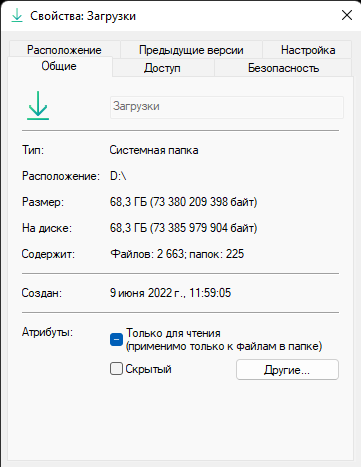 Свойства: Загрузки
Расположение Предыдущие версии Настройка
Общие Доступ Безопасность
Загрузки
Тип: Системная папка
Расположение: D:\
Размер: 68,3 ГБ (73 380 209 398 байт)
На диске: 68,3 ГБ (73 385 979 904 байт)
Содержит: Файлов: 2 663; папок: 225
Создан: 9 июня 2022 г., 11:59:05
Атрибуты: Только для чтения
(применимо только к файлам в папке)
Скрытый Другие...